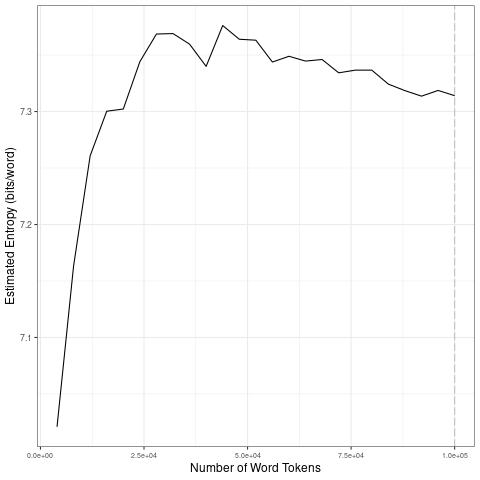 Estimated Entropy (bits/word)
7.3
7.2
7.1
0.0e+00
2.5e+04
5.0e+04
7.5e+04
1.0e+05
Number of Word Tokens